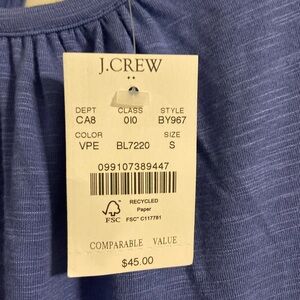 J.CREW
DEPT CLASS STYLE
CA8 010 BY967
COLOR SIZE
VPE BL7220 S
099107389447
RECYCLED
Paper
FSC FSC® C117781
COMPARABLE VALUE
$45.00